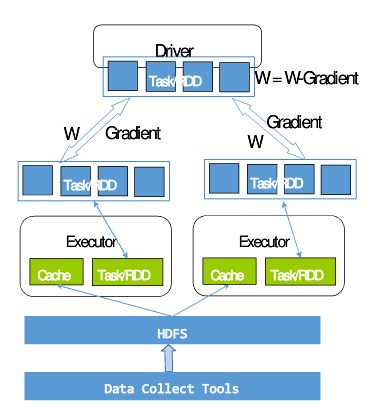 Driver
Task/RDD
W = W-Gradient
W
Gradient
Gradient
W
Task/RDD
Task/RDD
Executor
Executor
Cache
Task/RDD
Cache
Task/RDD
HDFS
Data Collect Tools